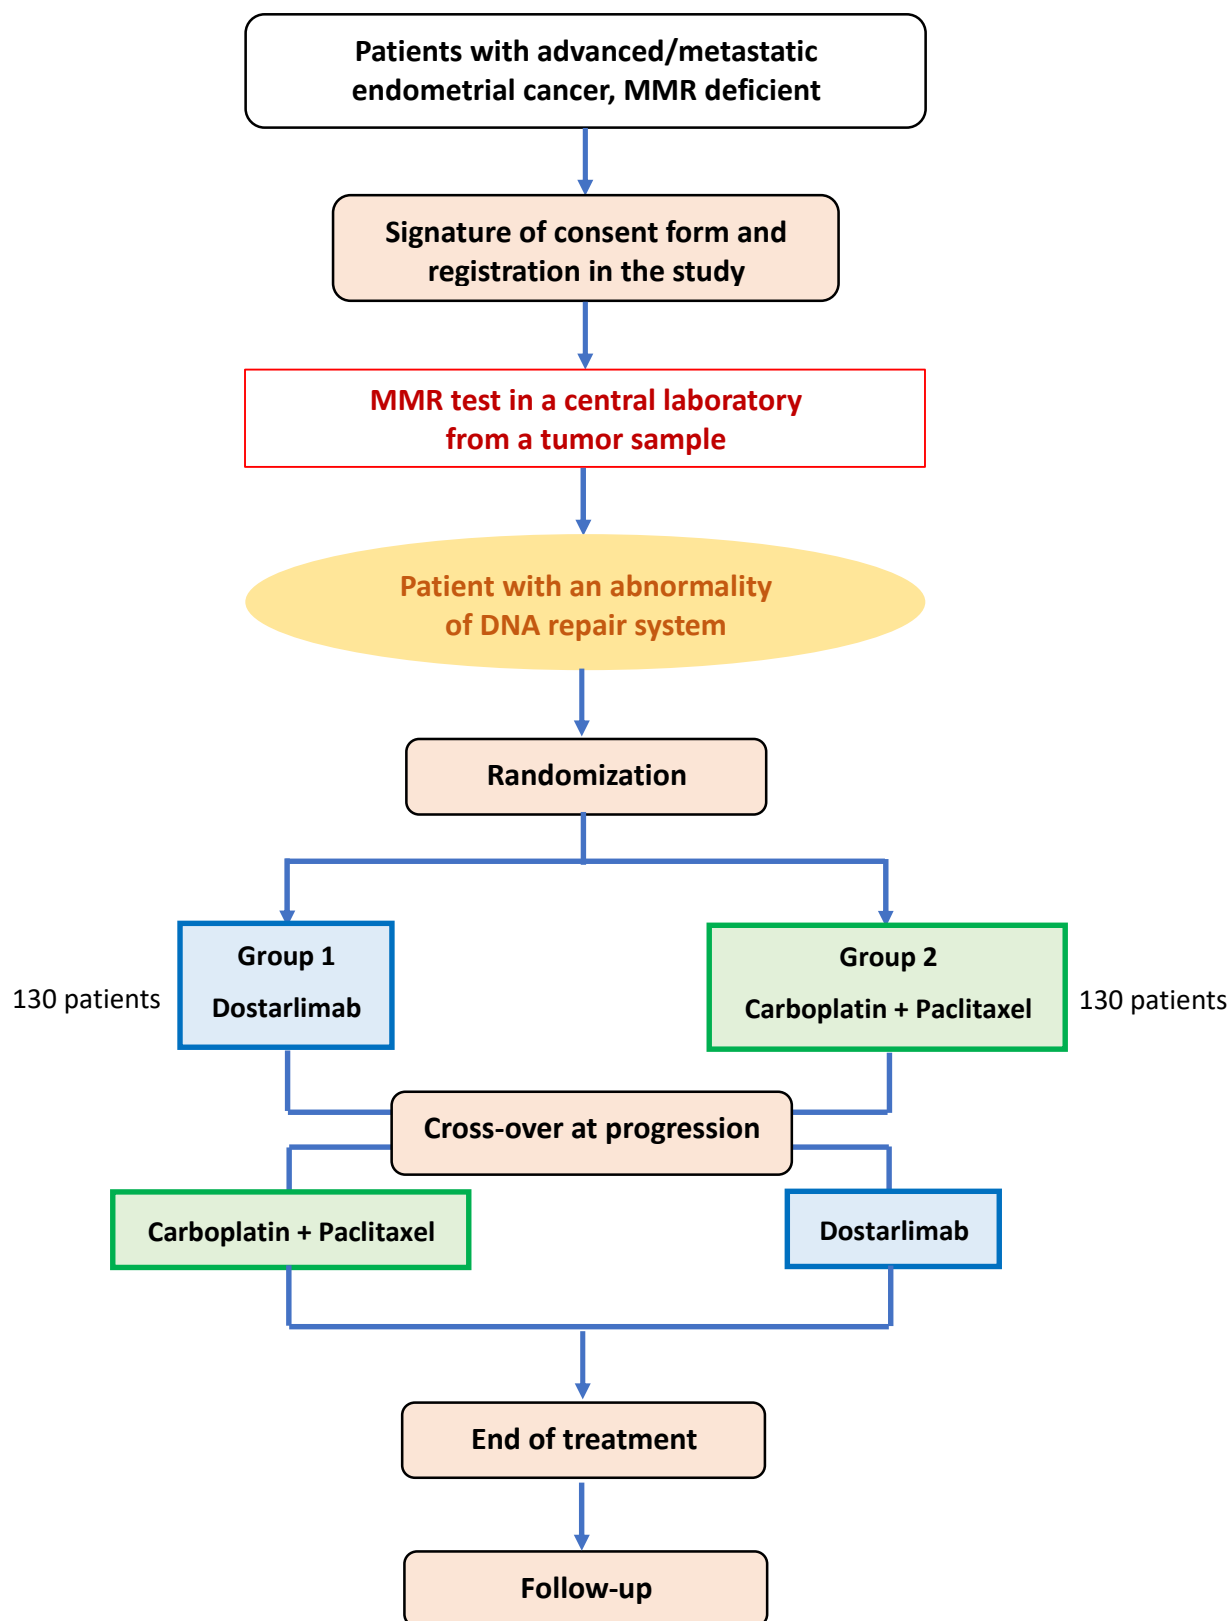 Patients with advanced/metastatic
endometrial cancer, MMR deficient
Signature of consent form and
registration in the study
MMR test in a central laboratory
from a tumor sample
Patient with an abnormality
of DNA repair system
Randomization
130 patients
Group 1
Dostarlimab
Group 2
Carboplatin + Paclitaxel
130 patients
Cross-over at progression
Carboplatin + Paclitaxel
Dostarlimab
End of treatment
Follow-up